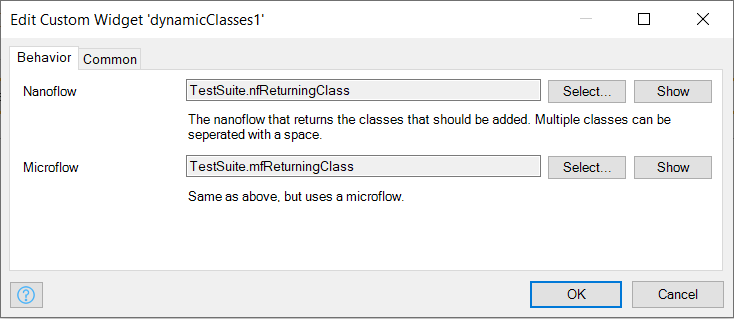 Edit Custom Widget 'dynamicClasses1'
Behavior Common
Nanoflow TestSuite.nfReturningClass Select... Show
The nanoflow that returns the classes that should be added. Multiple classes can be
seperated with a space.
Microflow TestSuite.mfReturningClass Select... Show
Same as above, but uses a microflow.
? OK Cancel